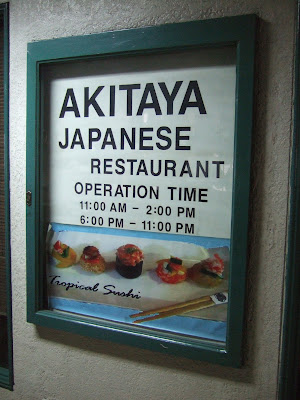 AKITAYA
JAPANESE
RESTAURANT
OPERATION TIME
11:00 AM - 2:00 PM
6:00 PM - 11:00 PM
Tropical Sushi